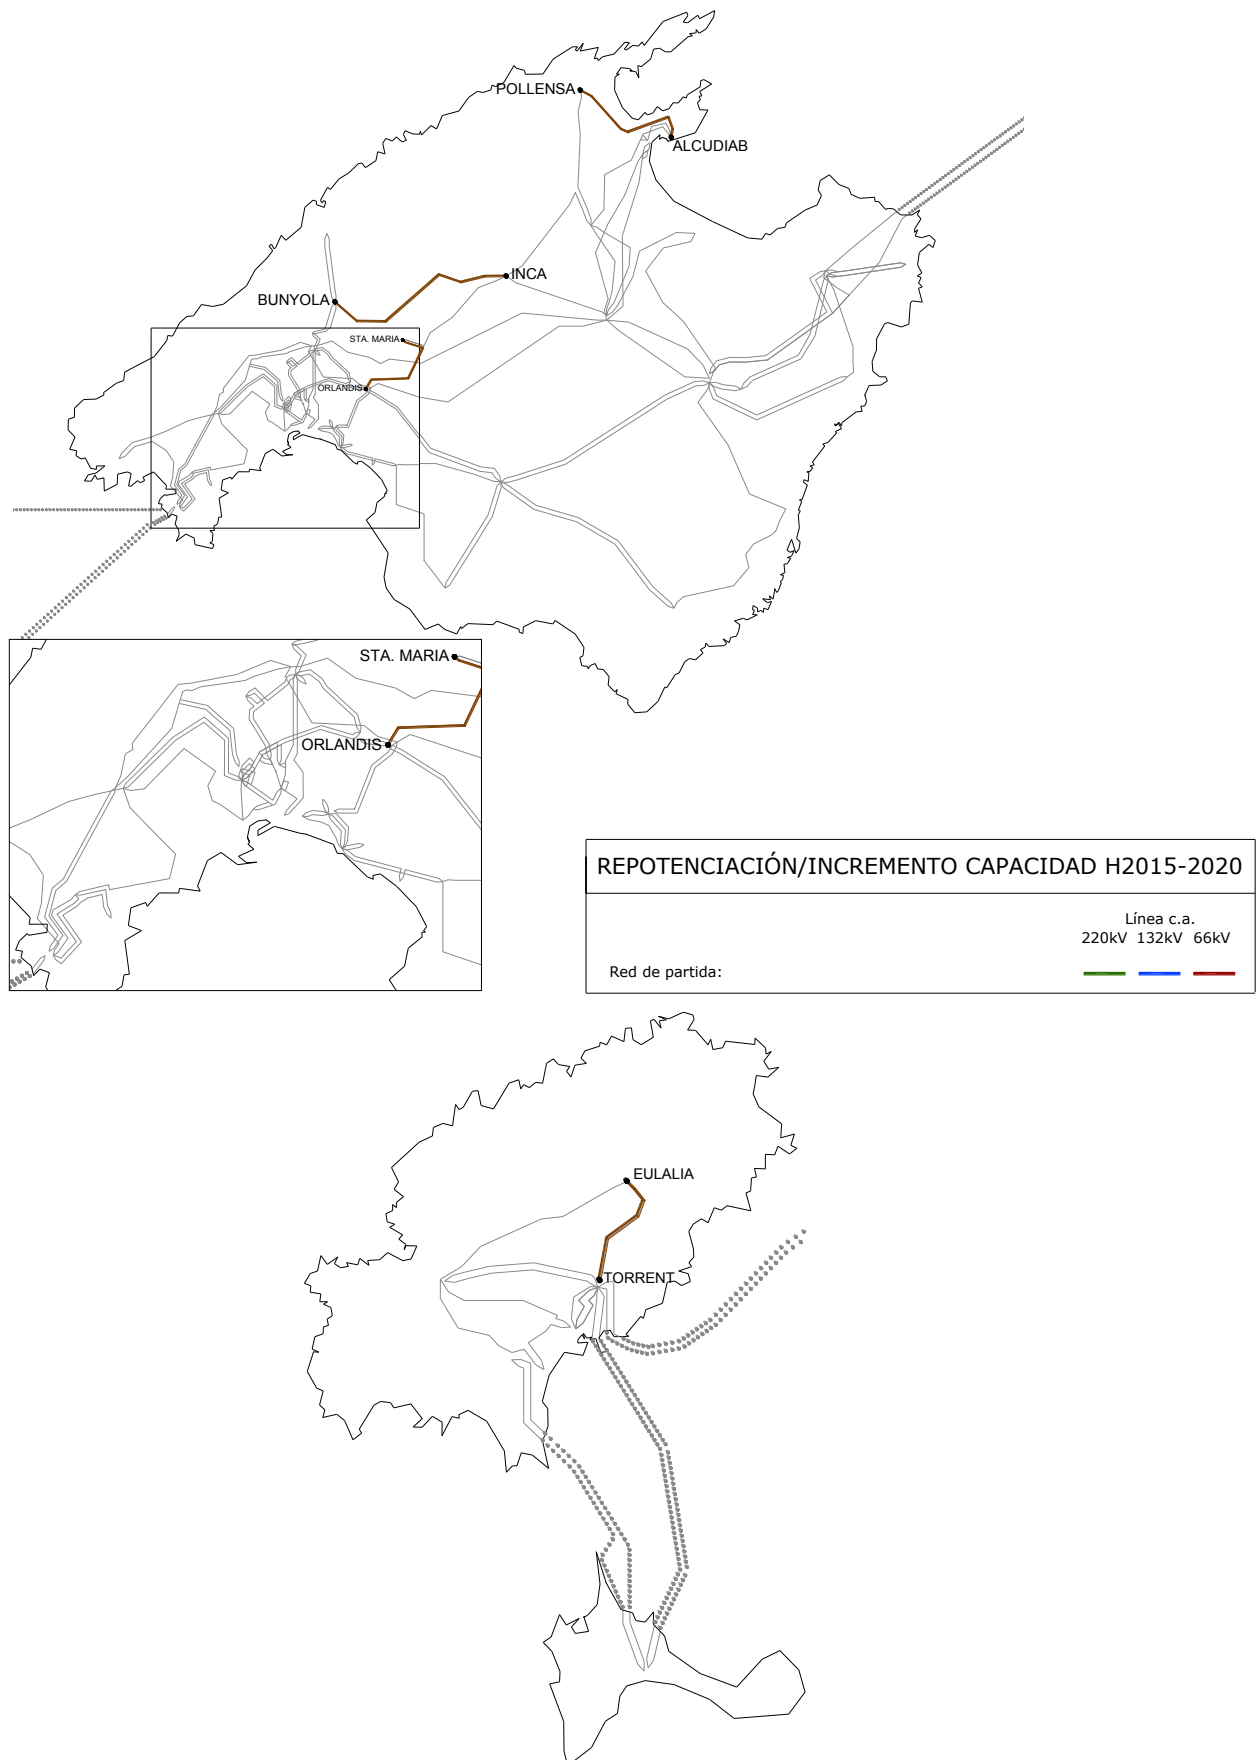 POLLENSA
ALCUDIAB
INCA
BUNYOLA
STA. MARIA
ORLANDIS
STA. MARIA
ORLANDIS
REPOTENCIACIÓN/INCREMENTO CAPACIDAD H2015-2020
Línea c.a.
220kV 132kV 66kV
Red de partida:
EULALIA
TORRENT